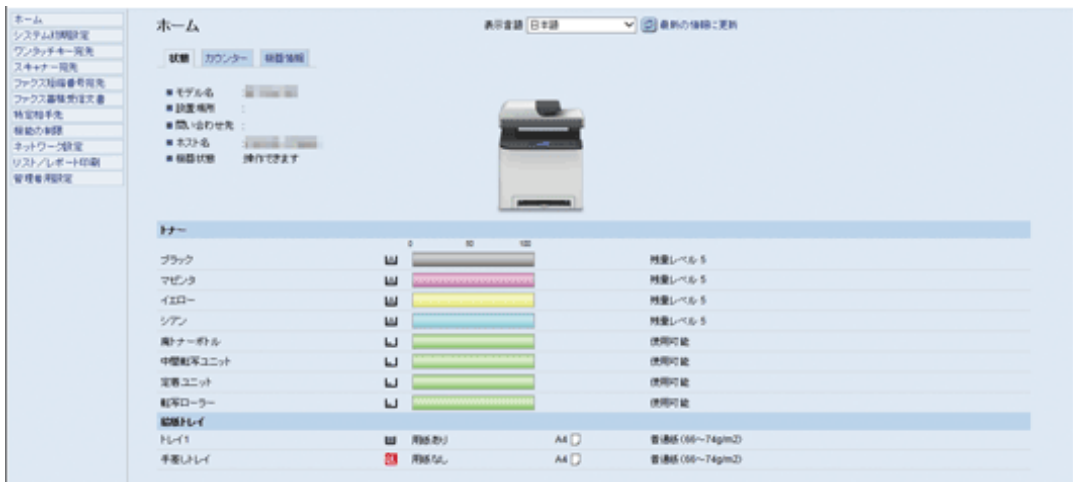 ホーム
システム初期設定
ワンタッチキー宛先
スキャナー宛先
ファクス短縮番号宛先
ファクス蓄積受信文書
特定相手先
機能の制限
ネットワーク設定
リスト／レポート印刷
管理者用設定
ホーム
表示言語 日本語 最新の情報に更新
状態 カウンター 機器情報
モデル名 :
設置場所 :
問い合わせ先 :
ホスト名 :
機器状態 :操作できます
トナー
0 50 100
ブラック 残量レベル 5
マゼンタ 残量レベル 5
イエロー 残量レベル 5
シアン 残量レベル 5
廃トナーボトル 使用可能
中間転写ユニット 使用可能
定着ユニット 使用可能
転写ローラー 使用可能
給紙トレイ
トレイ1 用紙あり A4 普通紙(66～74g/m2)
手差しトレイ 用紙なし A4 普通紙(66～74g/m2)